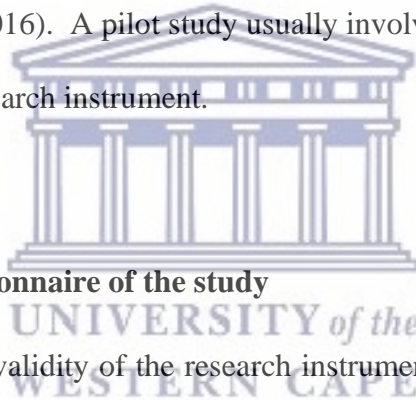 016). A pilot study usually involv
arch instrument.
onnaire of the study
UNIVERSITY of the
validity of the research instrumen
WESTERN CAPE